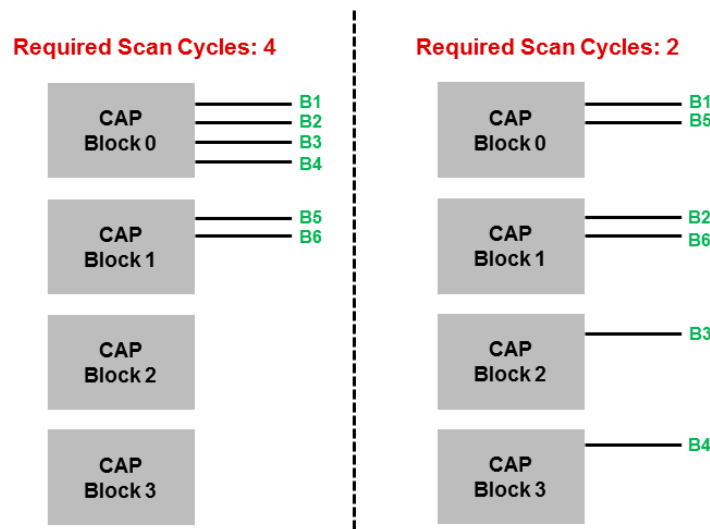 Required Scan Cycles: 4
CAP
Block 0
B1
B2
B3
B4
CAP
Block 1
B5
B6
CAP
Block 2
CAP
Block 3
Required Scan Cycles: 2
CAP
Block 0
B1
B5
CAP
Block 1
B2
B6
CAP
Block 2
B3
CAP
Block 3
B4